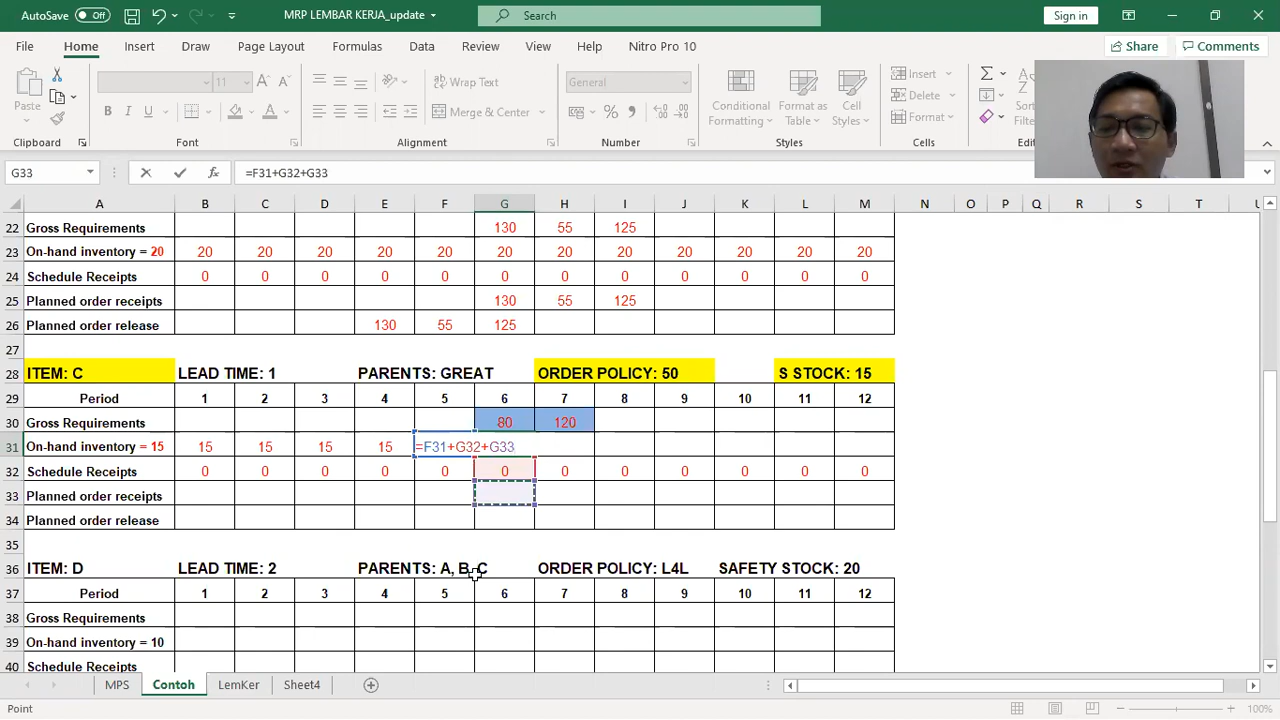 AutoSave Off MRP LEMBAR KERJA_update Search Sign in
File Home Insert Draw Page Layout Formulas Data Review View Help Nitro Pro 10 Share Comments
Paste 11 Wrap Text General Conditional Formatting Format as Table Cell Styles Insert Σ
B I U Merge & Center % Delete Sort
Format Filter
Clipboard Font Alignment Number Styles Cells
G33 fx =F31+G32+G33
A B C D E F G H I J K L M N O P Q R S T U
22 Gross Requirements 130 55 125
23 On-hand inventory = 20 20 20 20 20 20 20 20 20 20 20 20 20
24 Schedule Receipts 0 0 0 0 0 0 0 0 0 0 0 0
25 Planned order receipts 130 55 125
26 Planned order release 130 55 125
27
28 ITEM: C LEAD TIME: 1 PARENTS: GREAT ORDER POLICY: 50 S STOCK: 15
29 Period 1 2 3 4 5 6 7 8 9 10 11 12
30 Gross Requirements 80 120
31 On-hand inventory = 15 15 15 15 15 =F31+G32+G33
32 Schedule Receipts 0 0 0 0 0 0 0 0 0 0 0 0
33 Planned order receipts
34 Planned order release
35
36 ITEM: D LEAD TIME: 2 PARENTS: A, B C ORDER POLICY: L4L SAFETY STOCK: 20
37 Period 1 2 3 4 5 6 7 8 9 10 11 12
38 Gross Requirements
39 On-hand inventory = 10
40 Schedule Receipts
MPS Contoh LemKer Sheet4
Point 100%